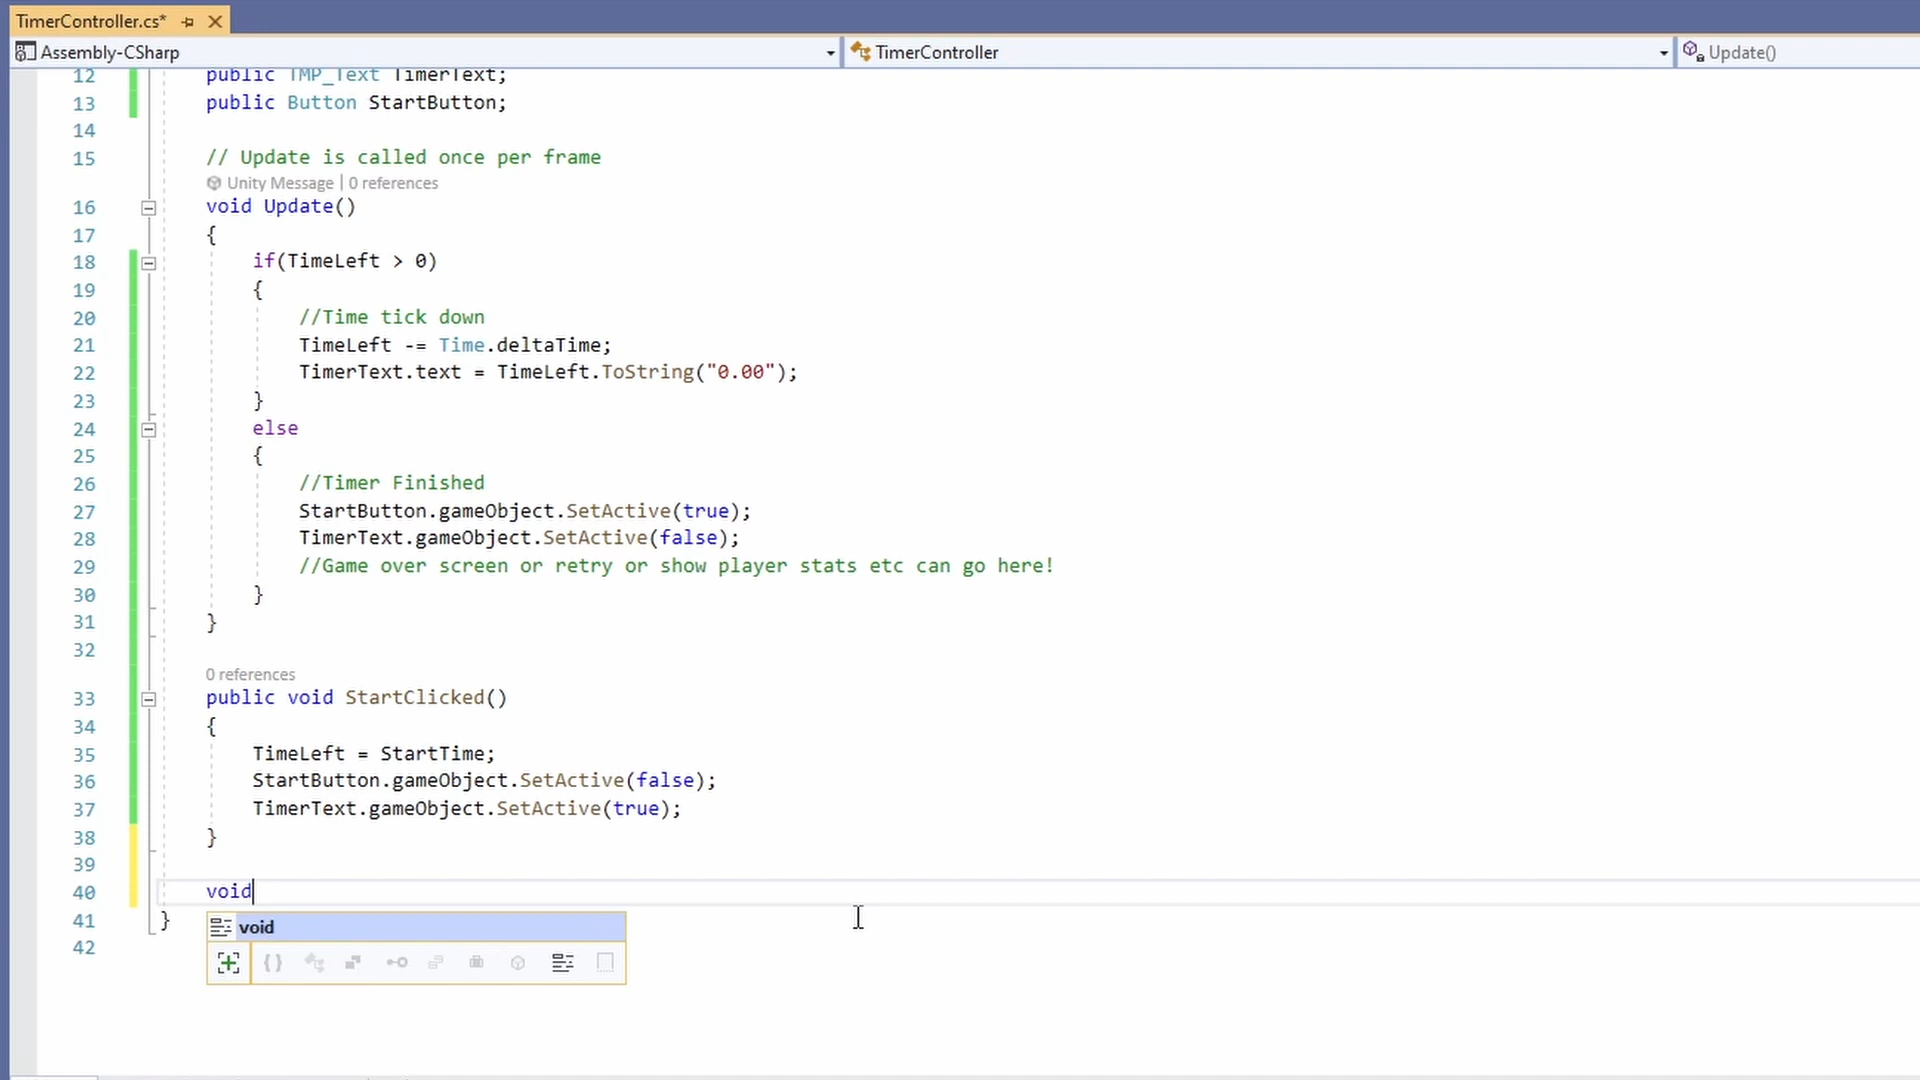 TimerController.cs*
Assembly-CSharp TimerController Update()
12 public TMP_Text TimerText;
13 public Button StartButton;
14
15 // Update is called once per frame
Unity Message | 0 references
16 void Update()
17 {
18 if(TimeLeft > 0)
19 {
20 //Time tick down
21 TimeLeft -= Time.deltaTime;
22 TimerText.text = TimeLeft.ToString("0.00");
23 }
24 else
25 {
26 //Timer Finished
27 StartButton.gameObject.SetActive(true);
28 TimerText.gameObject.SetActive(false);
29 //Game over screen or retry or show player stats etc can go here!
30 }
31 }
32
0 references
33 public void StartClicked()
34 {
35 TimeLeft = StartTime;
36 StartButton.gameObject.SetActive(false);
37 TimerText.gameObject.SetActive(true);
38 }
39
40 void
41 }
void
42